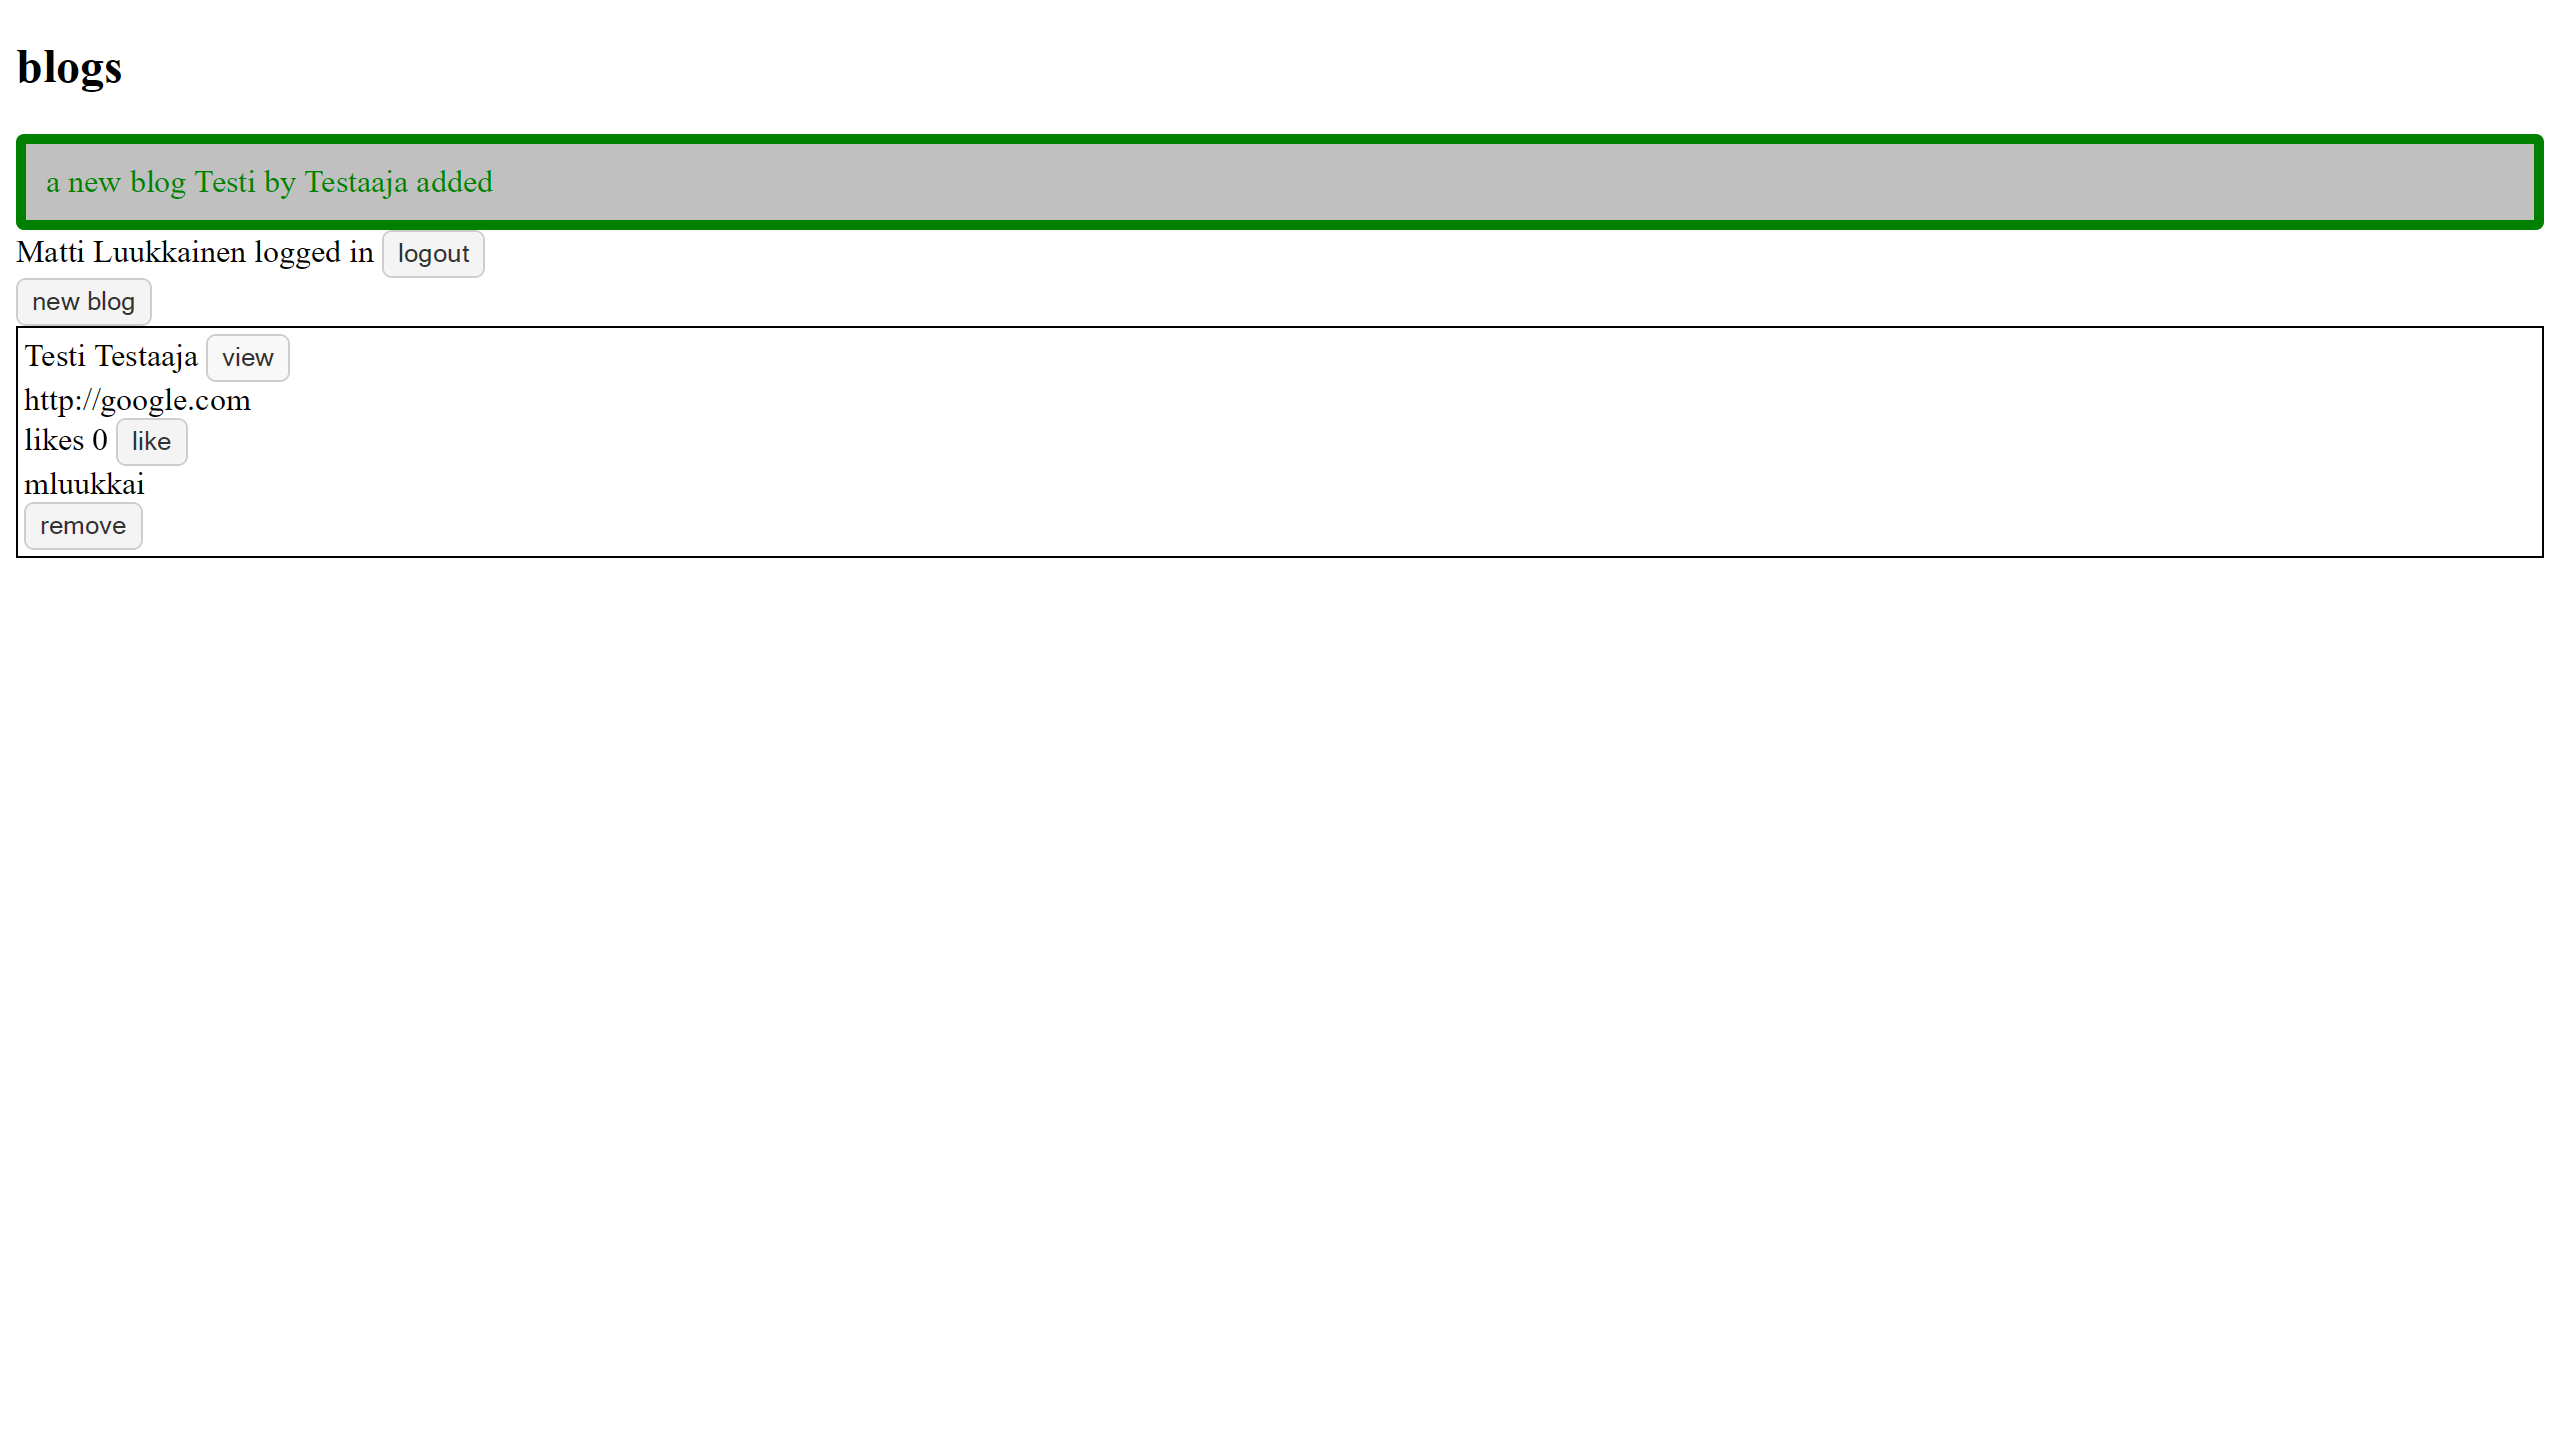 blogs
a new blog Testi by Testaaja added
Matti Luukkainen logged in logout
new blog
Testi Testaaja view
http://google.com
likes 0 like
mluukkai
remove